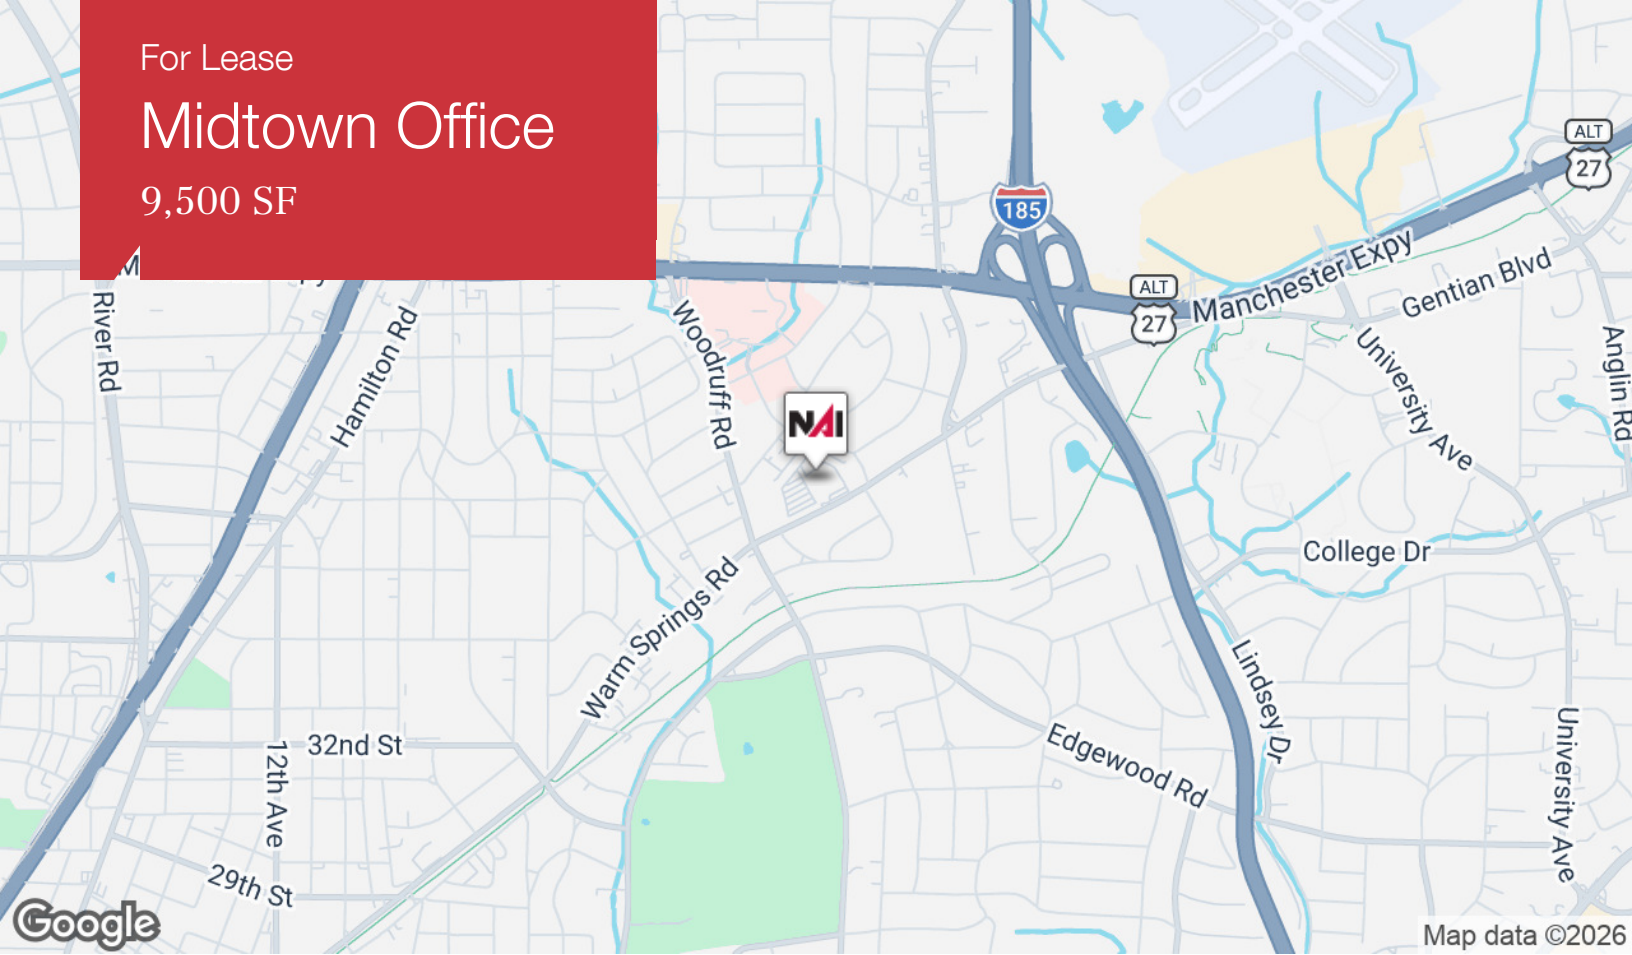 For Lease
Midtown Office
9,500 SF
185
ALT
27
ALT
27
Manchester Expy
Gentian Blvd
River Rd
Hamilton Rd
Woodruff Rd
University Ave
Anglin Rd
NAI
College Dr
Warm Springs Rd
Lindsey Dr
32nd St
12th Ave
Edgewood Rd
University Ave
29th St
Google
Map data ©2026